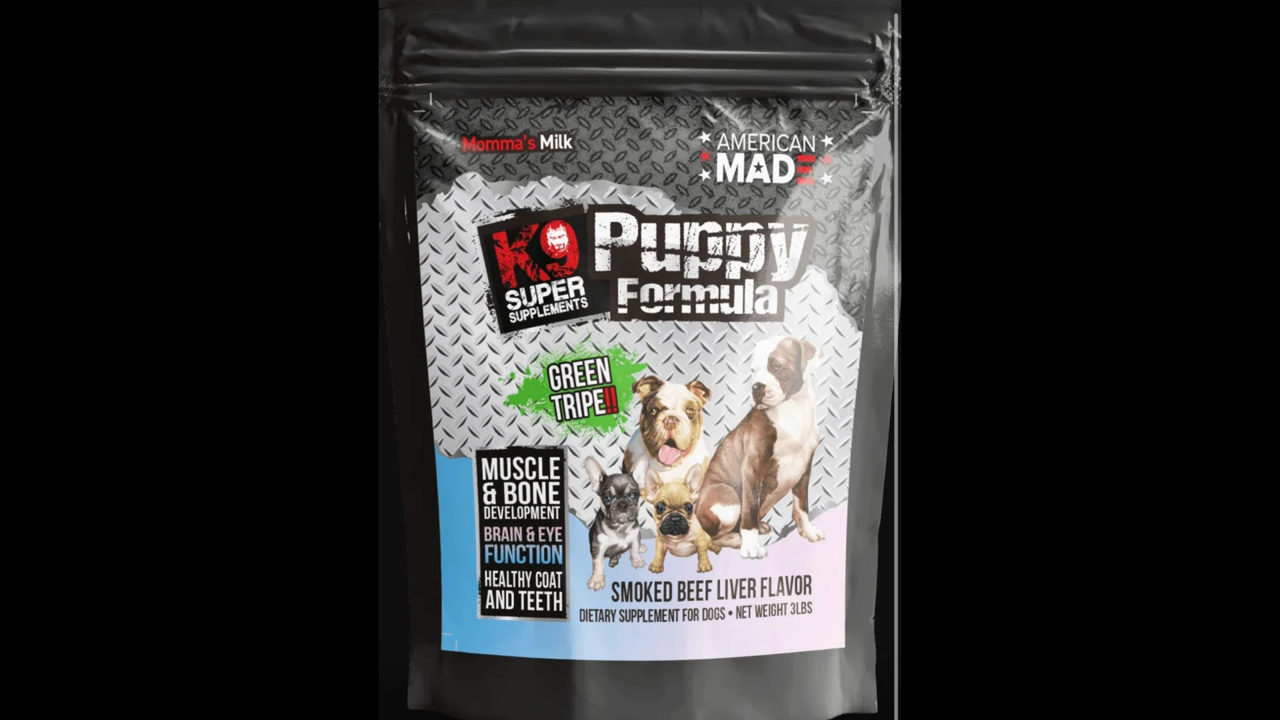 Momma's Milk
AMERICAN
MADE
K9
SUPER
SUPPLEMENTS
Puppy
Formula
GREEN
TRIPE!!
MUSCLE
& BONE
DEVELOPMENT
BRAIN & EYE
FUNCTION
HEALTHY COAT
AND TEETH
SMOKED BEEF LIVER FLAVOR
DIETARY SUPPLEMENT FOR DOGS • NET WEIGHT 3LBS